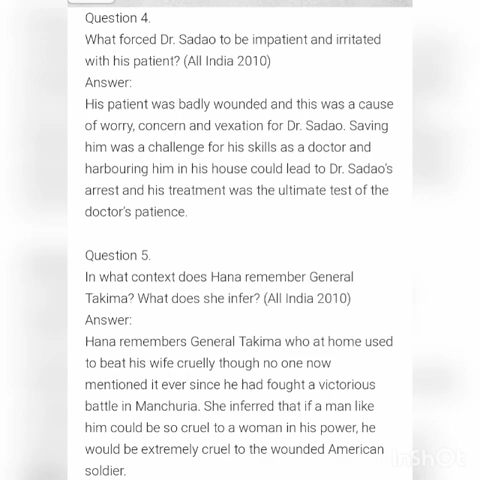 Question 4.
What forced Dr. Sadao to be impatient and irritated
with his patient? (All India 2010)
Answer:
His patient was badly wounded and this was a cause
of worry, concern and vexation for Dr. Sadao. Saving
him was a challenge for his skills as a doctor and
harbouring him in his house could lead to Dr. Sadao's
arrest and his treatment was the ultimate test of the
doctor's patience.
Question 5.
In what context does Hana remember General
Takima? What does she infer? (All India 2010)
Answer:
Hana remembers General Takima who at home used
to beat his wife cruelly though no one now
mentioned it ever since he had fought a victorious
battle in Manchuria. She inferred that if a man like
him could be so cruel to a woman in his power, he
would be extremely cruel to the wounded American
soldier.
InShOt